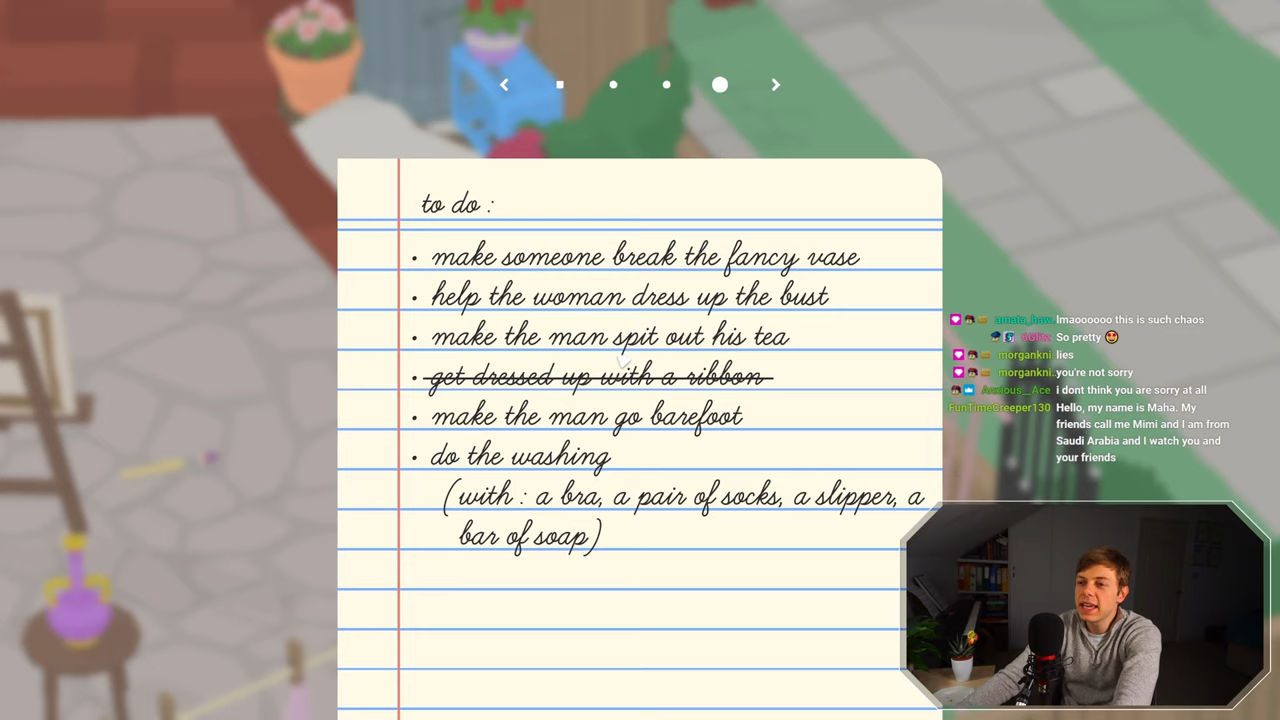 to do :
• make someone break the fancy vase
• help the woman dress up the bust
• make the man spit out his tea
• get dressed up with a ribbon
• make the man go barefoot
• do the washing
(with : a bra, a pair of socks, a slipper, a
bar of soap)
lmaoooooo this is such chaos
So pretty 😍
morgankni.. lies
morgankni.. you're not sorry
i dont think you are sorry at all
FunTimeCreeper130 Hello, my name is Maha. My
friends call me Mimi and I am from
Saudi Arabia and I watch you and
your friends